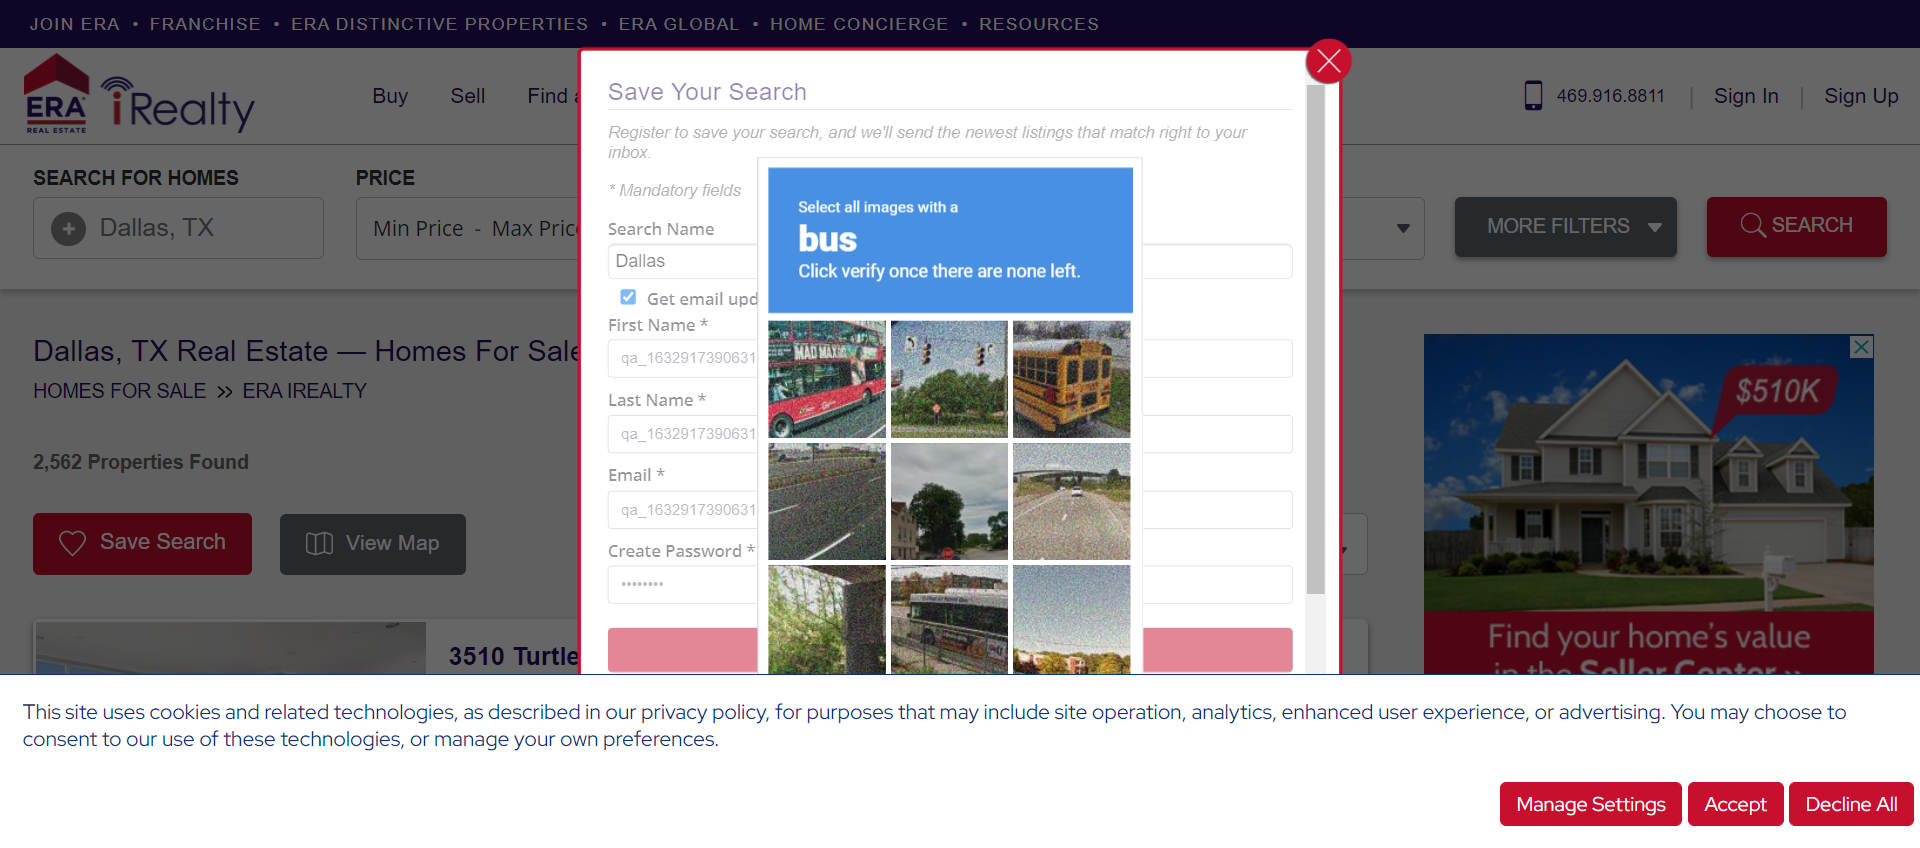 JOIN ERA • FRANCHISE • ERA DISTINCTIVE PROPERTIES • ERA GLOBAL • HOME CONCIERGE • RESOURCES
ERA
REAL ESTATE
iRealty
Buy
Sell
Find a
469.916.8811
Sign In
Sign Up
SEARCH FOR HOMES
Dallas, TX
PRICE
Min Price - Max Price
MORE FILTERS
SEARCH
Save Your Search
Register to save your search, and we'll send the newest listings that match right to your
inbox.
* Mandatory fields
Search Name
Dallas
Get email upd
First Name *
qa_1632917390631
Last Name *
qa_1632917390631
Email *
qa_1632917390631
Create Password *
Select all images with a
bus
Click verify once there are none left.
MAD MAX
Dallas, TX Real Estate — Homes For Sale
HOMES FOR SALE » ERA IREALTY
2,562 Properties Found
Save Search
View Map
3510 Turtle
$510K
Find your home's value
in the Seller Center »
This site uses cookies and related technologies, as described in our privacy policy, for purposes that may include site operation, analytics, enhanced user experience, or advertising. You may choose to
consent to our use of these technologies, or manage your own preferences.
Manage Settings
Accept
Decline All